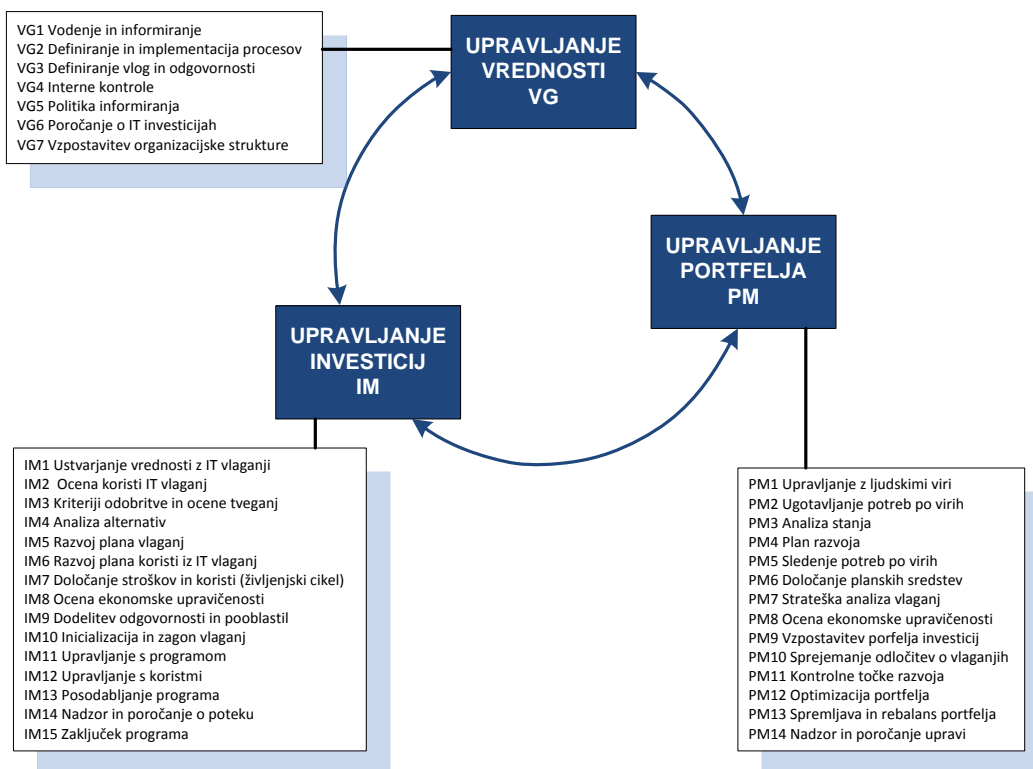 VG1 Vodenje in informiranje
VG2 Definiranje in implementacija procesov
VG3 Definiranje vlog in odgovornosti
VG4 Interne kontrole
VG5 Politika informiranja
VG6 Poročanje o IT investicijah
VG7 Vzpostavitev organizacijske strukture
UPRAVLJANJE
VREDNOSTI
VG
UPRAVLJANJE
PORTFELJA
PM
UPRAVLJANJE
INVESTICIJ
IM
IM1 Ustvarjanje vrednosti z IT vlaganji
IM2  Ocena koristi IT vlaganj
IM3 Kriteriji odobritve in ocene tveganj
IM4 Analiza alternativ
IM5 Razvoj plana vlaganj
IM6 Razvoj plana koristi iz IT vlaganj
IM7 Določanje stroškov in koristi (življenjski cikel)
IM8 Ocena ekonomske upravičenosti
IM9 Dodelitev odgovornosti in pooblastil
IM10 Inicializacija in zagon vlaganj
IM11 Upravljanje s programom
IM12 Upravljanje s koristmi
IM13 Posodabljanje programa
IM14 Nadzor in poročanje o poteku
IM15 Zaključek programa
PM1 Upravljanje z ljudskimi viri
PM2 Ugotavljanje potreb po virih
PM3 Analiza stanja
PM4 Plan razvoja
PM5 Sledenje potreb po virih
PM6 Določanje planskih sredstev
PM7 Strateška analiza vlaganj
PM8 Ocena ekonomske upravičenosti
PM9 Vzpostavitev porfelja investicij
PM10 Sprejemanje odločitev o vlaganjih
PM11 Kontrolne točke razvoja
PM12 Optimizacija portfelja
PM13 Spremljava in rebalans portfelja
PM14 Nadzor in poročanje upravi